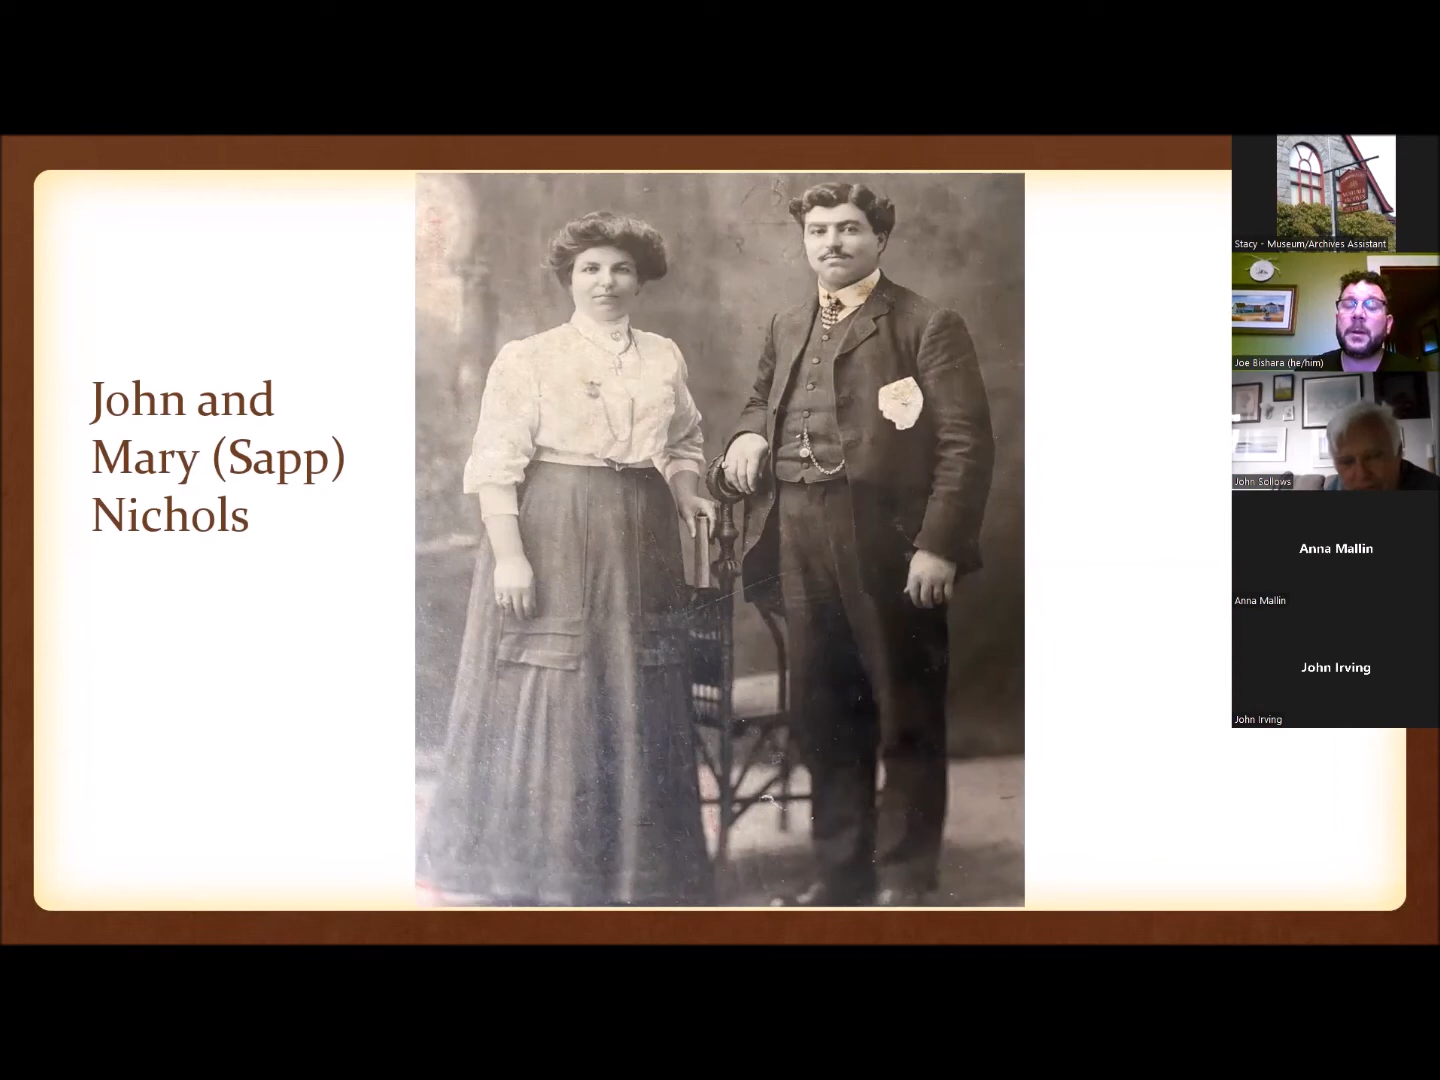 John and
Mary (Sapp)
Nichols
Stacy - Museum/Archives Assistant
Joe Bishara (he/him)
John Sollows
Anna Mallin
Anna Mallin
John Irving
John Irving